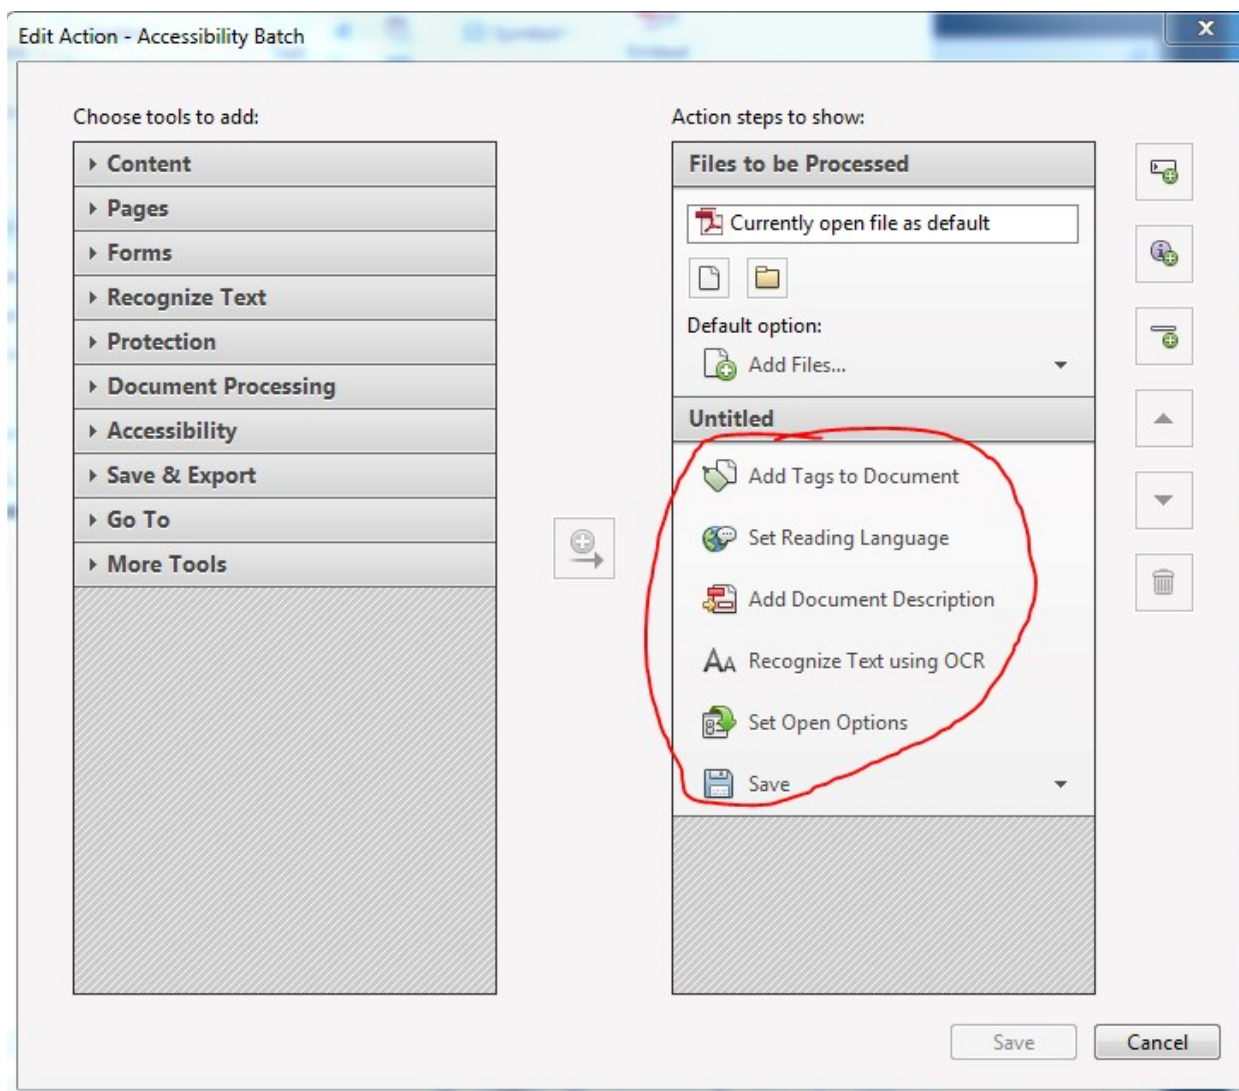 Edit Action - Accessibility Batch
Choose tools to add:
Content
Pages
Forms
Recognize Text
Protection
Document Processing
Accessibility
Save & Export
Go To
More Tools
Action steps to show:
Files to be Processed
Currently open file as default
Default option:
Add Files...
Untitled
Add Tags to Document
Set Reading Language
Add Document Description
Recognize Text using OCR
Set Open Options
Save
Save
Cancel